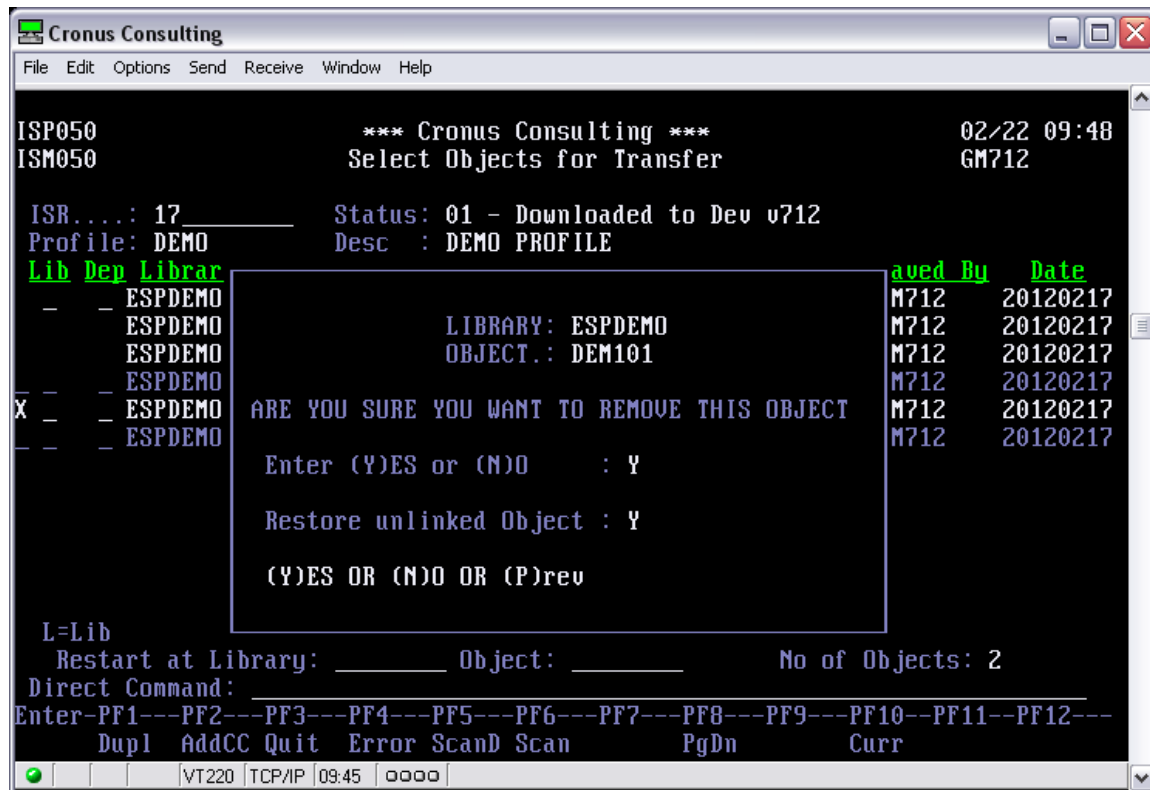 Cronus Consulting
File Edit Options Send Receive Window Help
ISP050 *** Cronus Consulting *** 02/22 09:48
ISM050 Select Objects for Transfer GM712
ISR....: 17_______ Status: 01 - Downloaded to Dev v712
Profile: DEMO Desc : DEMO PROFILE
Lib Dep Librar aved By Date
_ _ ESPDEMO M712 20120217
ESPDEMO LIBRARY: ESPDEMO M712 20120217
ESPDEMO OBJECT.: DEM101 M712 20120217
_ _ _ ESPDEMO M712 20120217
X _ _ ESPDEMO ARE YOU SURE YOU WANT TO REMOVE THIS OBJECT M712 20120217
_ _ _ ESPDEMO M712 20120217
Enter (Y)ES or (N)O : Y
Restore unlinked Object : Y
(Y)ES OR (N)O OR (P)rev
L=Lib
Restart at Library: ________ Object: ________ No of Objects: 2
Direct Command: ____________________________________________________________
Enter-PF1---PF2---PF3---PF4---PF5---PF6---PF7---PF8---PF9---PF10--PF11--PF12---
Dupl AddCC Quit Error ScanD Scan PgDn Curr
VT220 TCP/IP 09:45